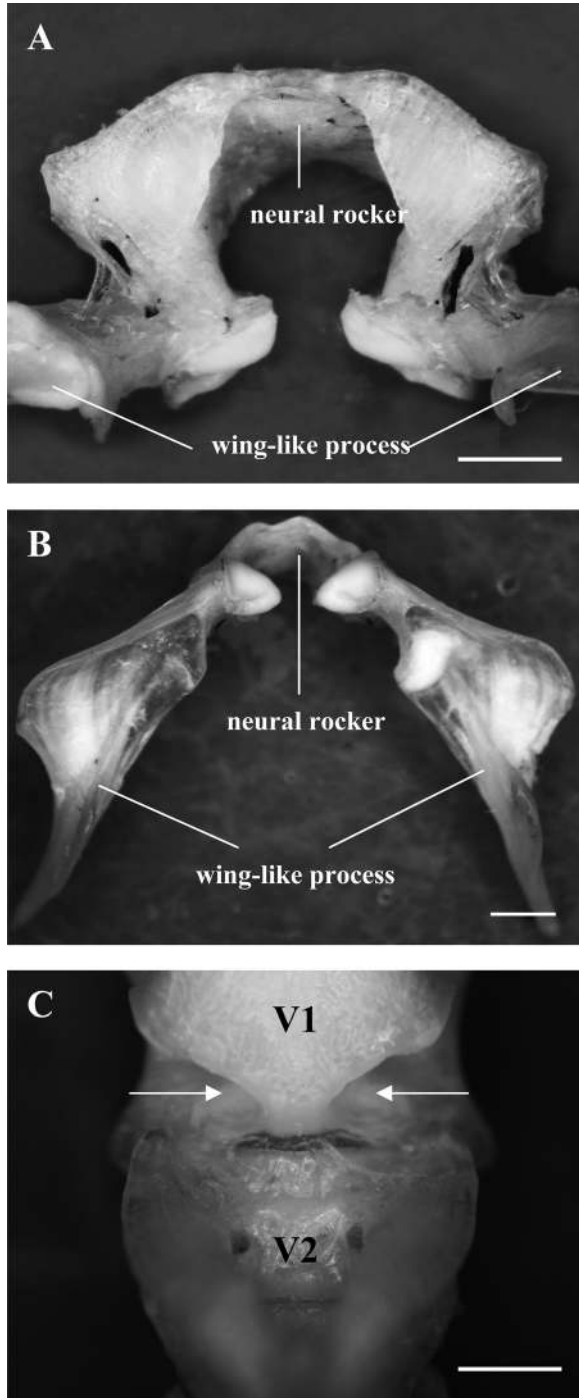 A
neural rocker
wing-like process
B
neural rocker
wing-like process
C
V1
V2